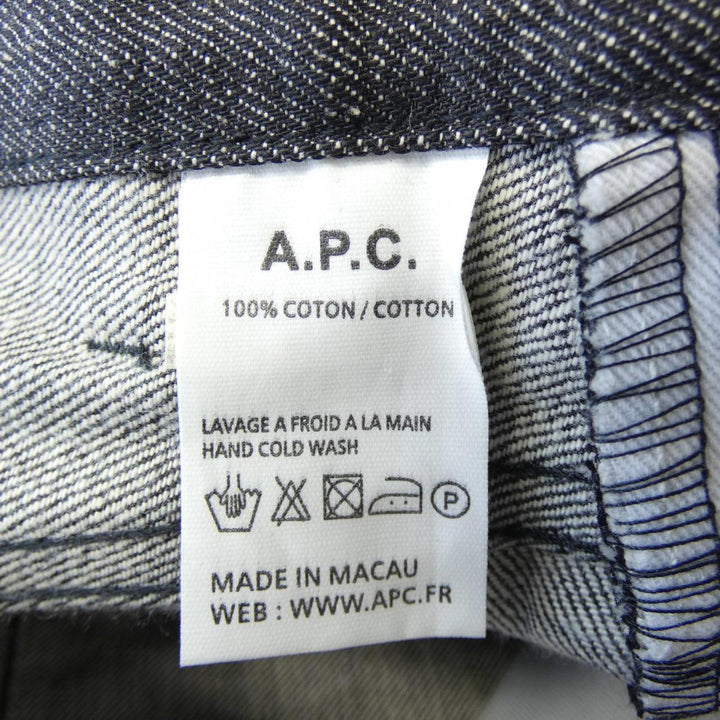 A.P.C.
100% COTON / COTTON
LAVAGE A FROID A LA MAIN
HAND COLD WASH
P
MADE IN MACAU
WEB : WWW.APC.FR